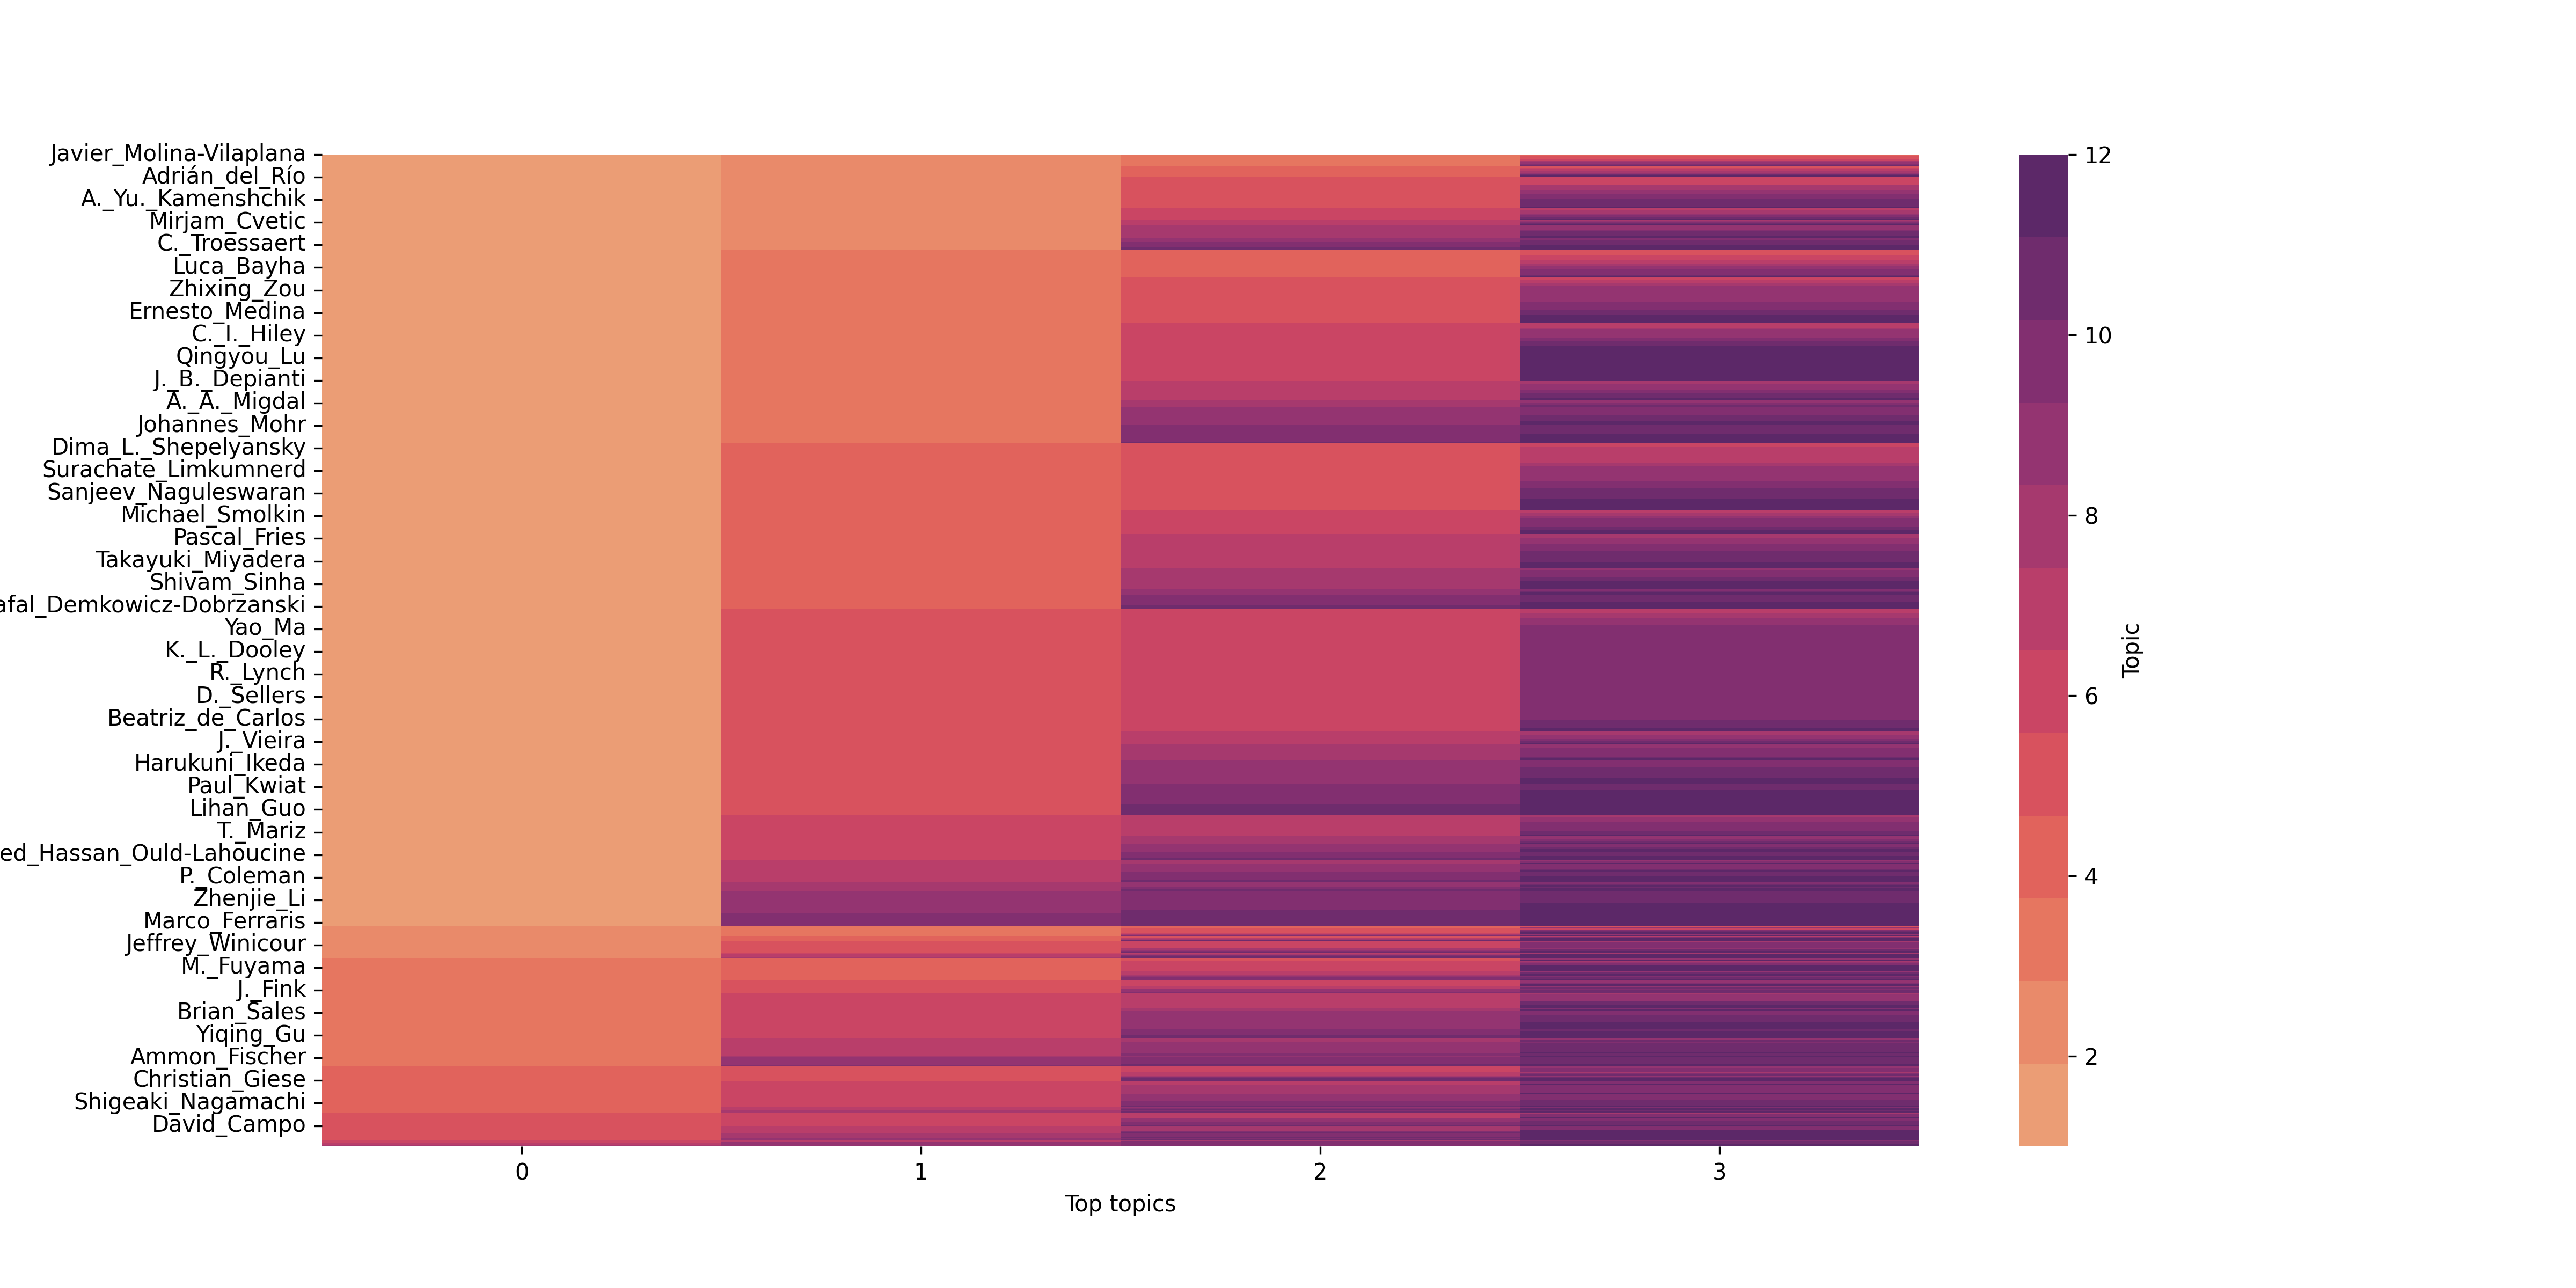 Javier_Molina-Vilaplana
Adrián_del_Río
A._Yu._Kamenshchik
Mirjam_Cvetic
C._Troessaert
Luca_Bayha
Zhixing_Zou
Ernesto_Medina
C._I._Hiley
Qingyou_Lu
J._B._Depianti
A._A._Migdal
Johannes_Mohr
Dima_L._Shepelyansky
Surachate_Limkumnerd
Sanjeev_Naguleswaran
Michael_Smolkin
Pascal_Fries
Takayuki_Miyadera
Shivam_Sinha
afal_Demkowicz-Dobrzanski
Yao_Ma
K._L._Dooley
R._Lynch
D._Sellers
Beatriz_de_Carlos
J._Vieira
Harukuni_Ikeda
Paul_Kwiat
Lihan_Guo
T._Mariz
ed_Hassan_Ould-Lahoucine
P._Coleman
Zhenjie_Li
Marco_Ferraris
Jeffrey_Winicour
M._Fuyama
J._Fink
Brian_Sales
Yiqing_Gu
Ammon_Fischer
Christian_Giese
Shigeaki_Nagamachi
David_Campo
0 1 2 3
Top topics
12
10
8
6
4
2
Topic